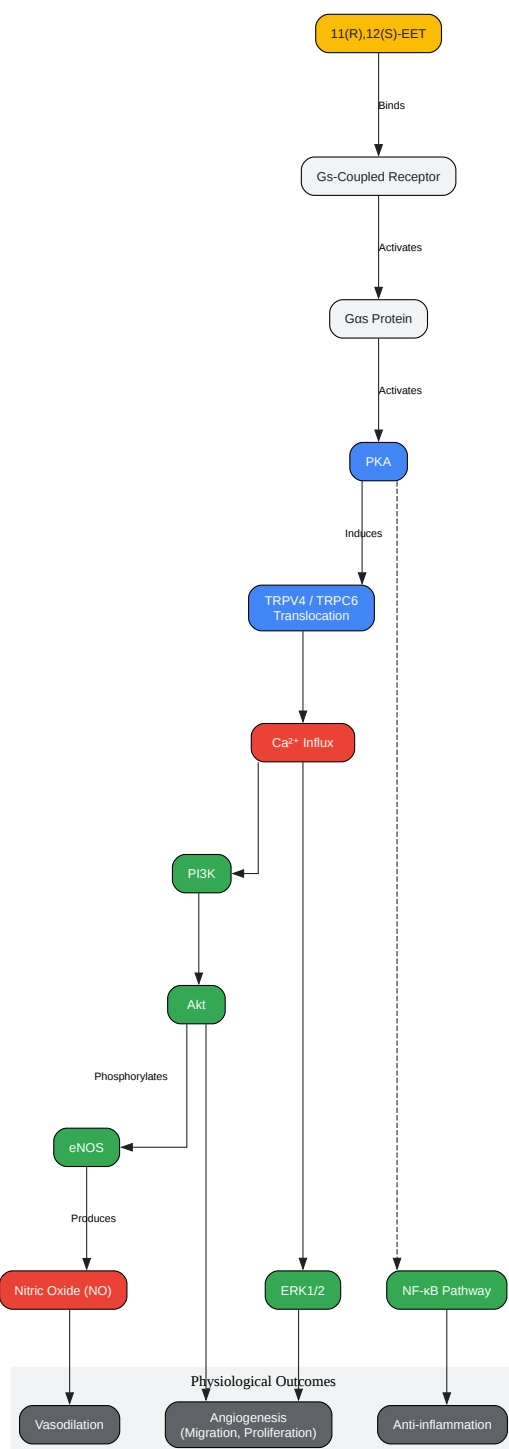 11(R),12(S)-EET
Binds
Gs-Coupled Receptor
Activates
Gαs Protein
Activates
PKA
Induces
TRPV4 / TRPC6
Translocation
Ca²⁺ Influx
PI3K
Akt
Phosphorylates
eNOS
Produces
Nitric Oxide (NO)
ERK1/2
NF-κB Pathway
Physiological Outcomes
Vasodilation
Angiogenesis
(Migration, Proliferation)
Anti-inflammation